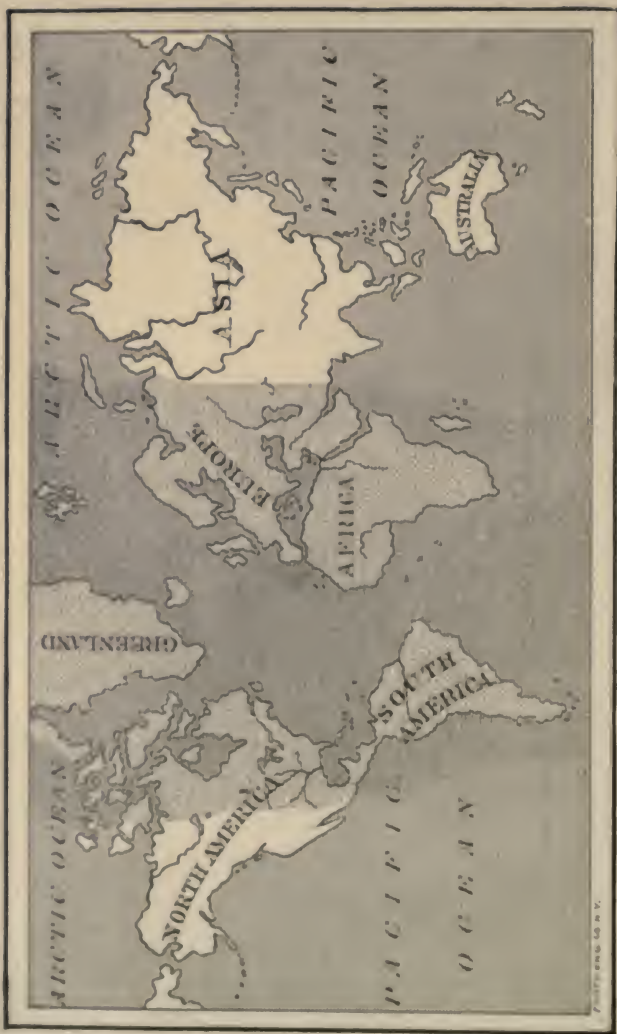 ARCTIC OCEAN
ARCTIC OCEAN
GREENLAND
NORTH AMERICA
EUROPE
ASIA
PACIFIC
OCEAN
AFRICA
AUSTRALIA
SOUTH
AMERICA
PACIFIC
OCEAN